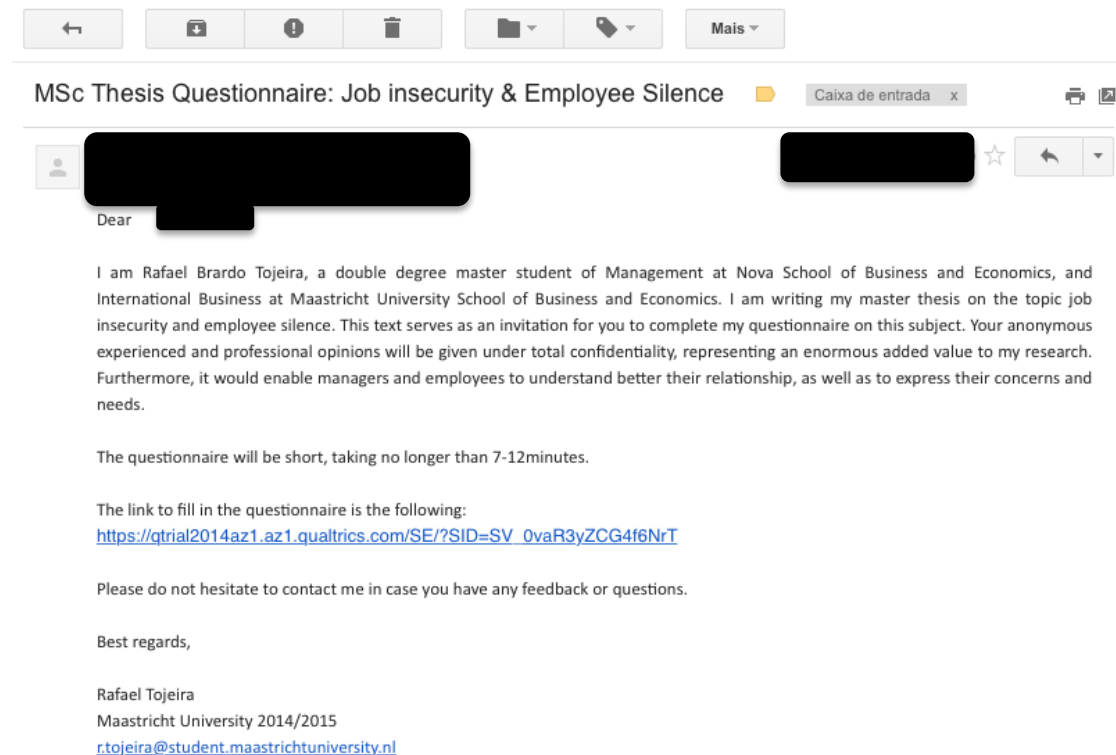 Mais
MSc Thesis Questionnaire: Job insecurity & Employee Silence
Caixa de entrada x
Dear
I am Rafael Brardo Tojeira, a double degree master student of Management at Nova School of Business and Economics, and
International Business at Maastricht University School of Business and Economics. I am writing my master thesis on the topic job
insecurity and employee silence. This text serves as an invitation for you to complete my questionnaire on this subject. Your anonymous
experienced and professional opinions will be given under total confidentiality, representing an enormous added value to my research.
Furthermore, it would enable managers and employees to understand better their relationship, as well as to express their concerns and
needs.
The questionnaire will be short, taking no longer than 7-12minutes.
The link to fill in the questionnaire is the following:
https://qtrial2014az1.az1.qualtrics.com/SE/?SID=SV_0vaR3yZCG4f6NrT
Please do not hesitate to contact me in case you have any feedback or questions.
Best regards,
Rafael Tojeira
Maastricht University 2014/2015
r.tojeira@student.maastrichtuniversity.nl